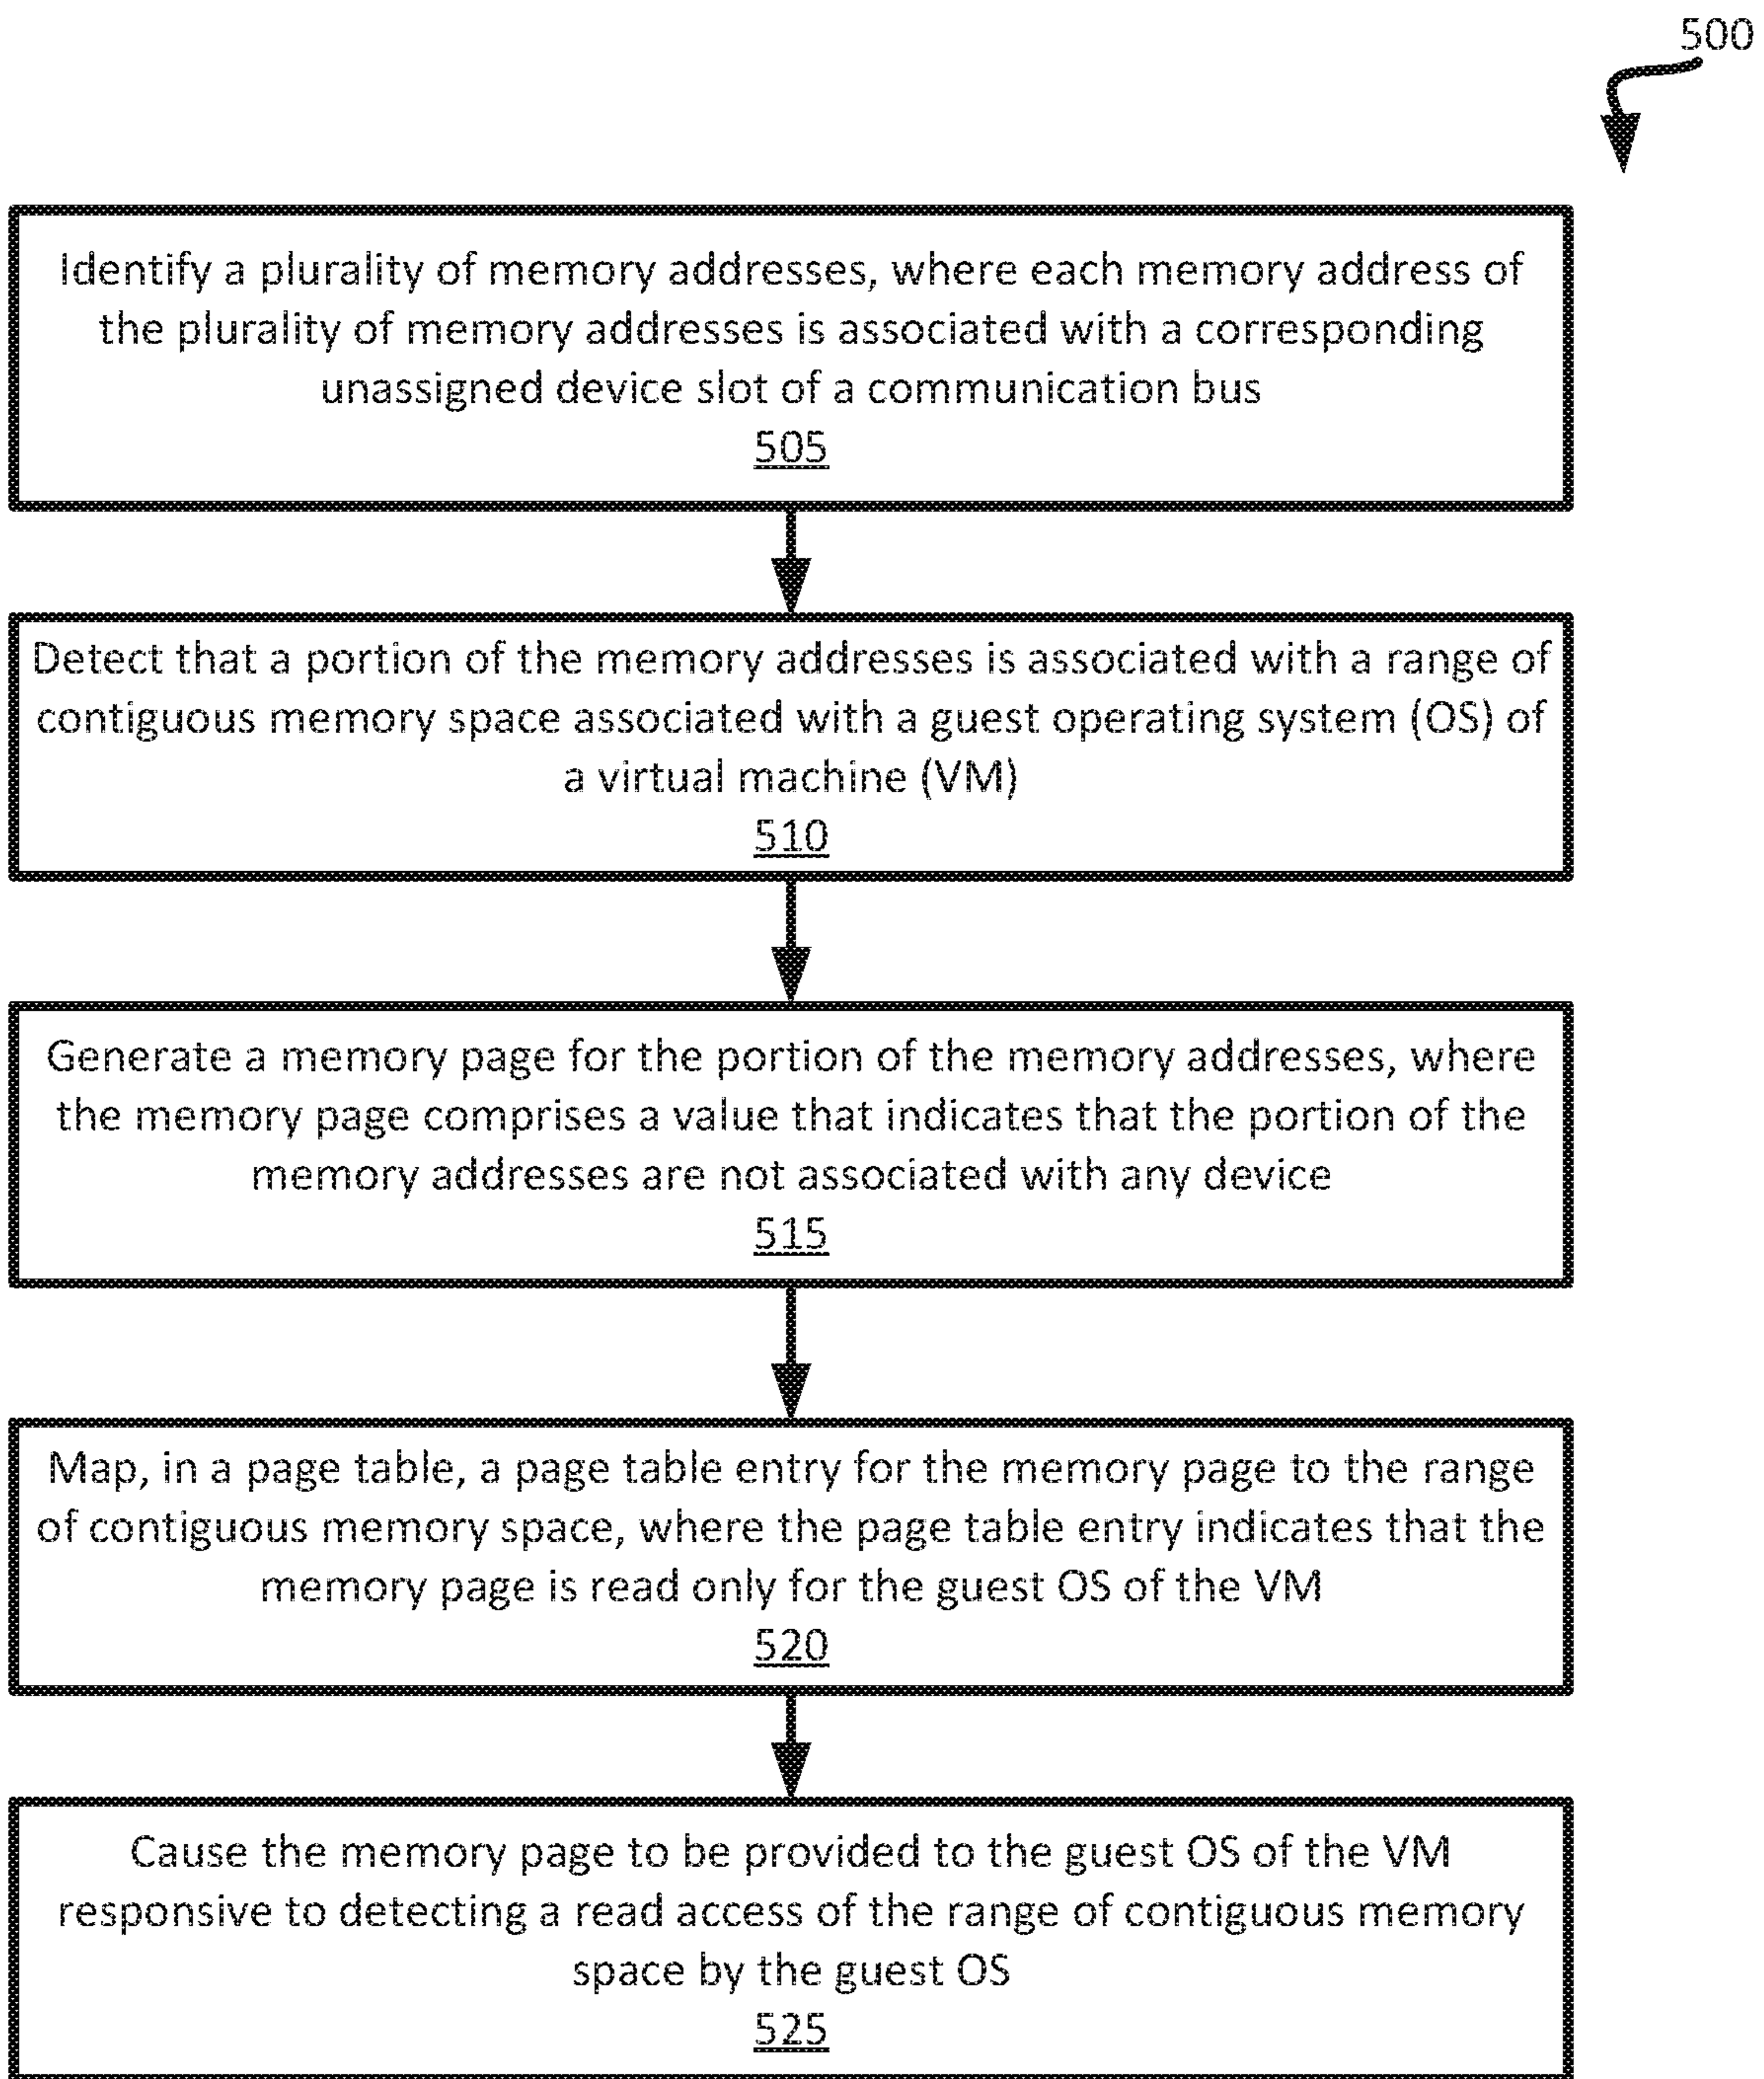 500
Identify a plurality of memory addresses, where each memory address of
the plurality of memory addresses is associated with a corresponding
unassigned device slot of a communication bus
505
Detect that a portion of the memory addresses is associated with a range of
contiguous memory space associated with a guest operating system (OS) of
a virtual machine (VM)
510
Generate a memory page for the portion of the memory addresses, where
the memory page comprises a value that indicates that the portion of the
memory addresses are not associated with any device
515
Map, in a page table, a page table entry for the memory page to the range
of contiguous memory space, where the page table entry indicates that the
memory page is read only for the guest OS of the VM
520
Cause the memory page to be provided to the guest OS of the VM
responsive to detecting a read access of the range of contiguous memory
space by the guest OS
525